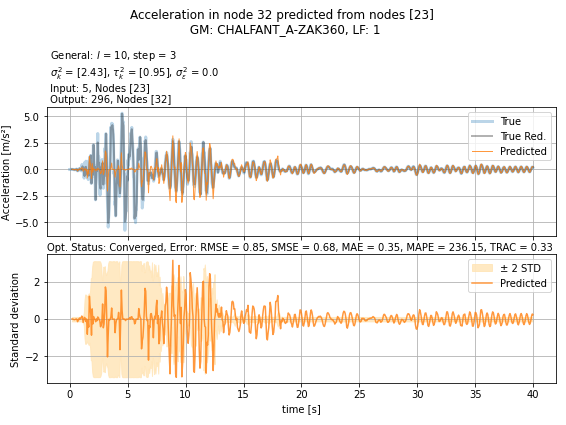 Acceleration in node 32 predicted from nodes [23]
GM: CHALFANT_A-ZAK360, LF: 1
General: l = 10, step = 3
σ²ₖ = [2.43], τ²ₖ = [0.95], σ²ε = 0.0
Input: 5, Nodes [23]
Output: 296, Nodes [32]
5.0
2.5
0.0
−2.5
−5.0
Acceleration [m/s²]
True
True Red.
Predicted
Opt. Status: Converged, Error: RMSE = 0.85, SMSE = 0.68, MAE = 0.35, MAPE = 236.15, TRAC = 0.33
2
0
−2
Standard deviation
± 2 STD
Predicted
0 5 10 15 20 25 30 35 40
time [s]